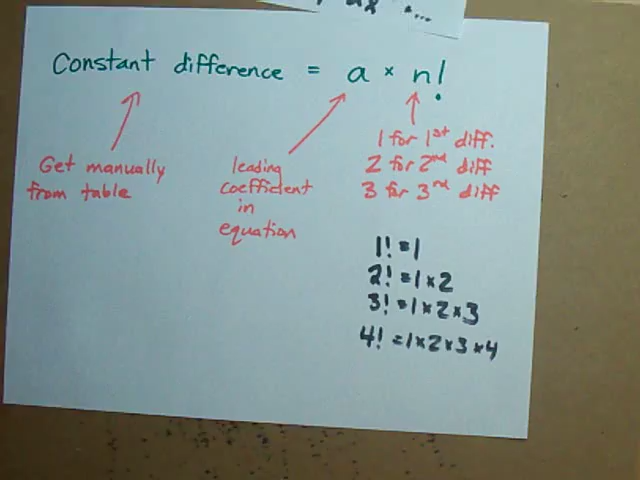 Constant difference = a × n!
Get manually
from table
leading
coefficient
in
equation
1 for 1st diff.
2 for 2nd diff
3 for 3rd diff
1! = 1
2! = 1×2
3! = 1×2×3
4! = 1×2×3×4